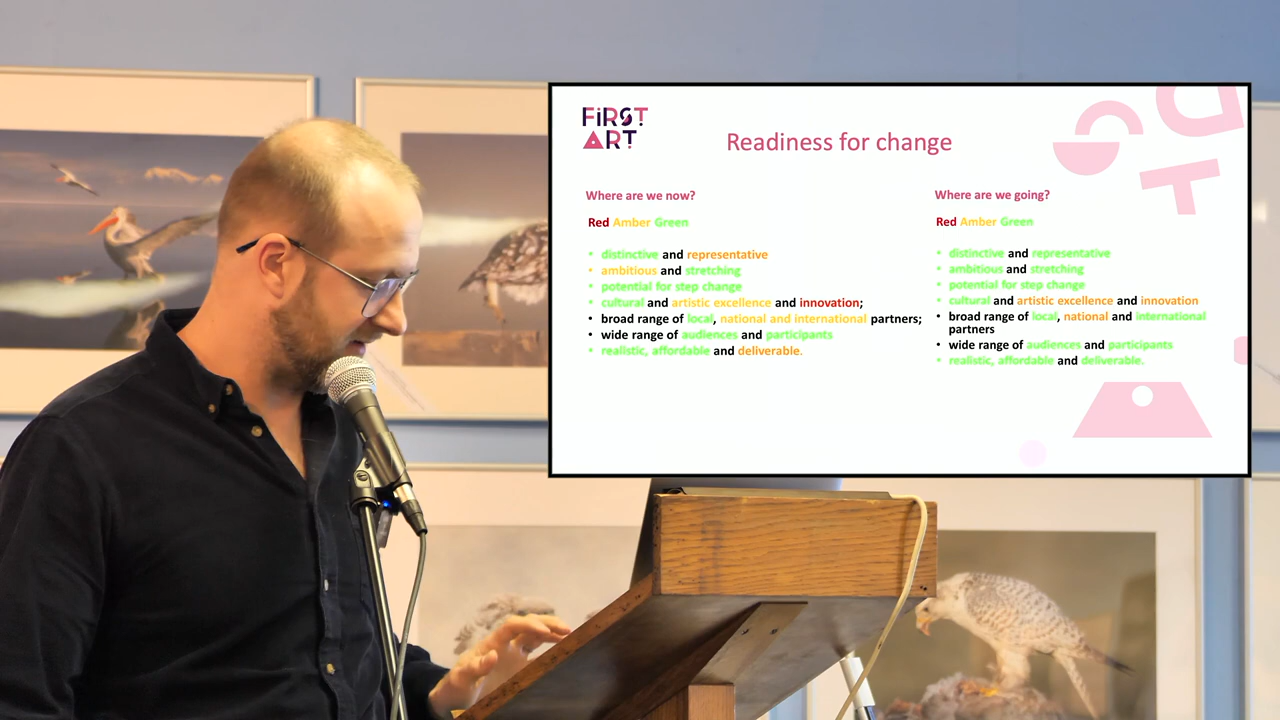 FiRST
ART
Readiness for change
Where are we now?
Red Amber Green
• distinctive and representative
• ambitious and stretching
• potential for step change
• cultural and artistic excellence and innovation;
• broad range of local, national and international partners;
• wide range of audiences and participants
• realistic, affordable and deliverable.
Where are we going?
Red Amber Green
• distinctive and representative
• ambitious and stretching
• potential for step change
• cultural and artistic excellence and innovation
• broad range of local, national and international
partners
• wide range of audiences and participants
• realistic, affordable and deliverable.